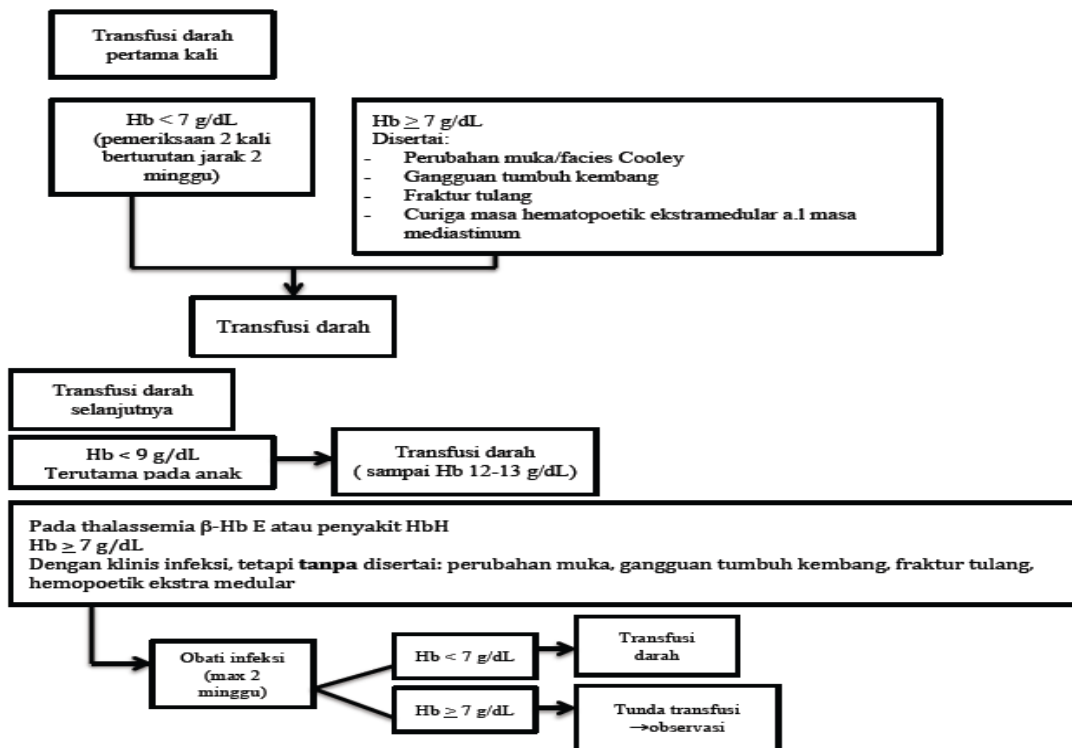 Transfusi darah
pertama kali
Hb < 7 g/dL
(pemeriksaan 2 kali
berturutan jarak 2
minggu)
Hb ≥ 7 g/dL
Disertai:
- Perubahan muka/facies Cooley
- Gangguan tumbuh kembang
- Fraktur tulang
- Curiga masa hematopoetik ekstramedular a.l masa
mediastinum
Transfusi darah
Transfusi darah
selanjutnya
Hb < 9 g/dL
Terutama pada anak
Transfusi darah
( sampai Hb 12-13 g/dL)
Pada thalassemia β-Hb E atau penyakit HbH
Hb ≥ 7 g/dL
Dengan klinis infeksi, tetapi tanpa disertai: perubahan muka, gangguan tumbuh kembang, fraktur tulang,
hemopoetik ekstra medular
Obati infeksi
(max 2
minggu)
Hb < 7 g/dL
Transfusi
darah
Hb ≥ 7 g/dL
Tunda transfusi
→observasi